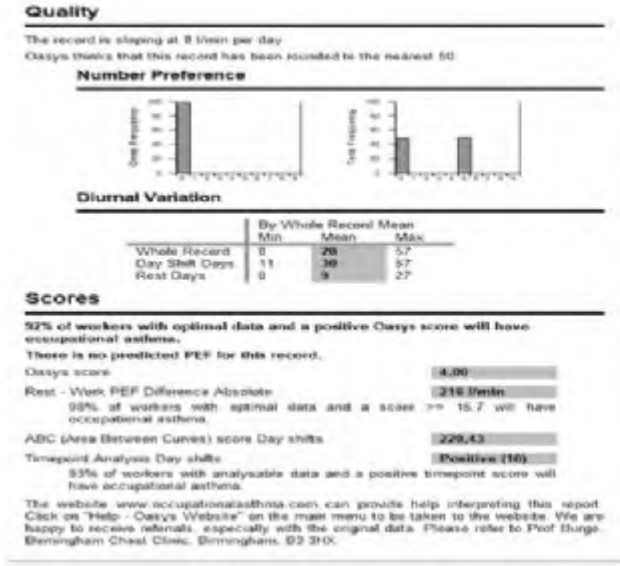 Quality
The record is sloping at 8 l/min per day
Oasys thinks that this record has been rounded to the nearest 50
Number Preference
Diurnal Variation
By Whole Record Mean
Min Mean Max
Whole Record 0 20 57
Day Shift Days 11 30 57
Rest Days 0 9 27
Scores
92% of workers with optimal data and a positive Oasys score will have
occupational asthma.
There is no predicted PEF for this record.
Oasys score 4.00
Rest - Work PEF Difference Absolute 216 l/min
98% of workers with optimal data and a score >= 16.7 will have
occupational asthma.
ABC (Area Between Curves) score Day shifts 229.43
Timepoint Analysis Day shifts Positive (10)
93% of workers with analysable data and a positive timepoint score will
have occupational asthma.
The website www.occupationalasthma.com can provide help interpreting this report.
Click on "Help - Oasys Website" on the main menu to be taken to the website. We are
happy to receive referrals, especially with the original data. Please refer to Prof Burge,
Birmingham Chest Clinic, Birmingham, B3 3HX.